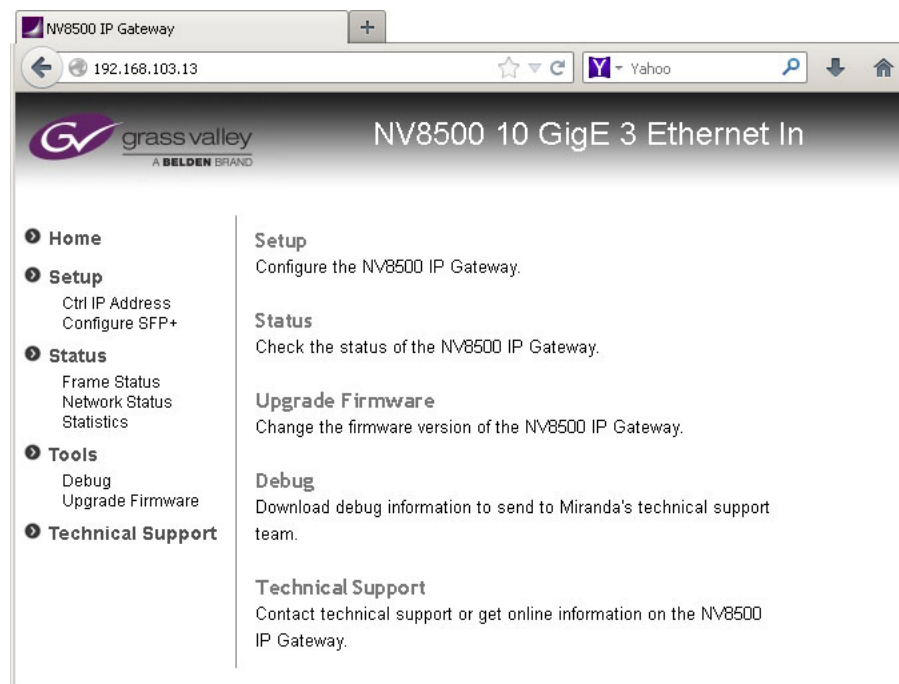 NV8500 IP Gateway
+
192.168.103.13
Yahoo
GV grass valley
A BELDEN BRAND
NV8500 10 GigE 3 Ethernet In
Home
Setup
Ctrl IP Address
Configure SFP+
Status
Frame Status
Network Status
Statistics
Tools
Debug
Upgrade Firmware
Technical Support
Setup
Configure the NV8500 IP Gateway.
Status
Check the status of the NV8500 IP Gateway.
Upgrade Firmware
Change the firmware version of the NV8500 IP Gateway.
Debug
Download debug information to send to Miranda's technical support
team.
Technical Support
Contact technical support or get online information on the NV8500
IP Gateway.